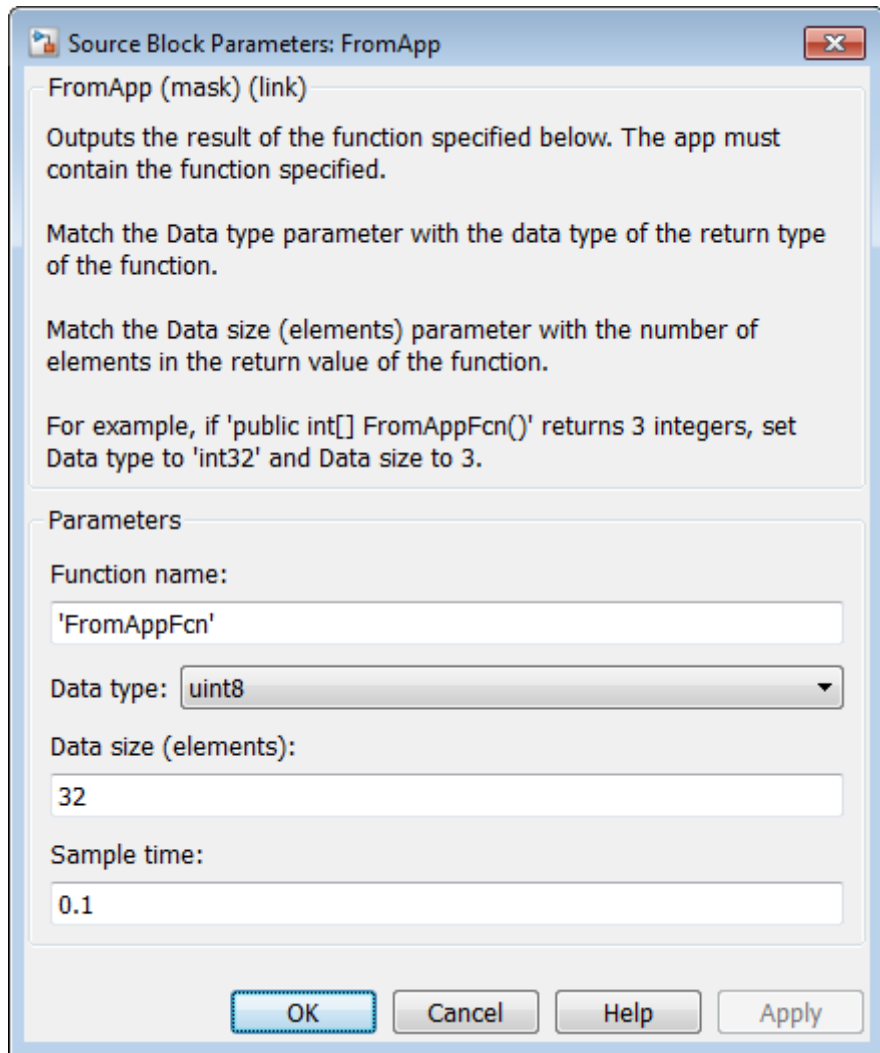 Source Block Parameters: FromApp
FromApp (mask) (link)
Outputs the result of the function specified below. The app must
contain the function specified.
Match the Data type parameter with the data type of the return type
of the function.
Match the Data size (elements) parameter with the number of
elements in the return value of the function.
For example, if 'public int[] FromAppFcn()' returns 3 integers, set
Data type to 'int32' and Data size to 3.
Parameters
Function name:
'FromAppFcn'
Data type: uint8
Data size (elements):
32
Sample time:
0.1
OK Cancel Help Apply